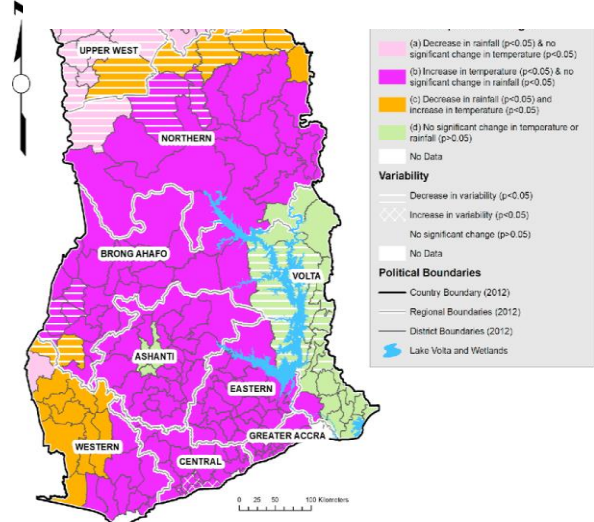 UPPER WEST
NORTHERN
BRONG AHAFO
VOLTA
ASHANTI
EASTERN
WESTERN
GREATER ACCRA
CENTRAL
0 25 50 100 Kilometers
(a) Decrease in rainfall (p<0.05) & no
significant change in temperature (p<0.05)
(b) Increase in temperature (p<0.05) & no
significant change in rainfall (p<0.05)
(c) Decrease in rainfall (p<0.05) and
increase in temperature (p<0.05)
(d) No significant change in temperature or
rainfall (p>0.05)
No Data
Variability
Decrease in variability (p<0.05)
Increase in variability (p<0.05)
No significant change (p>0.05)
No Data
Political Boundaries
Country Boundary (2012)
Regional Boundaries (2012)
District Boundaries (2012)
Lake Volta and Wetlands